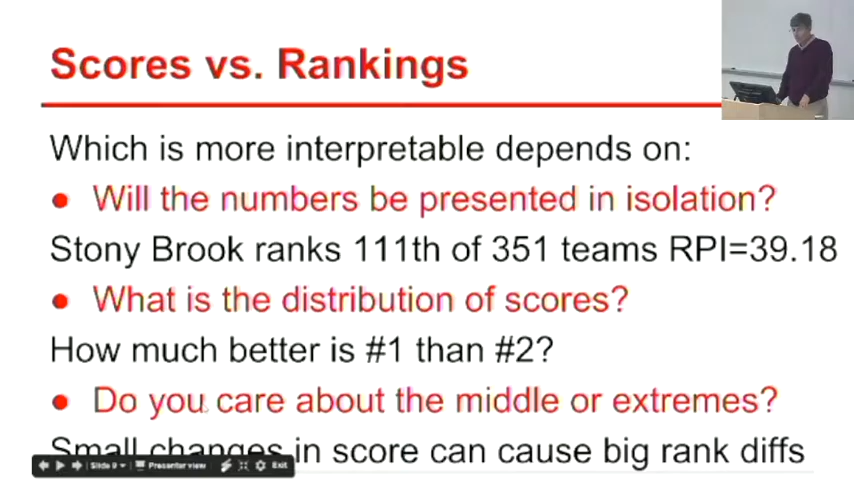 Scores vs. Rankings
Which is more interpretable depends on:
● Will the numbers be presented in isolation?
Stony Brook ranks 111th of 351 teams RPI=39.18
● What is the distribution of scores?
How much better is #1 than #2?
● Do you care about the middle or extremes?
Small changes in score can cause big rank diffs
Slide 9 Presenter view Exit